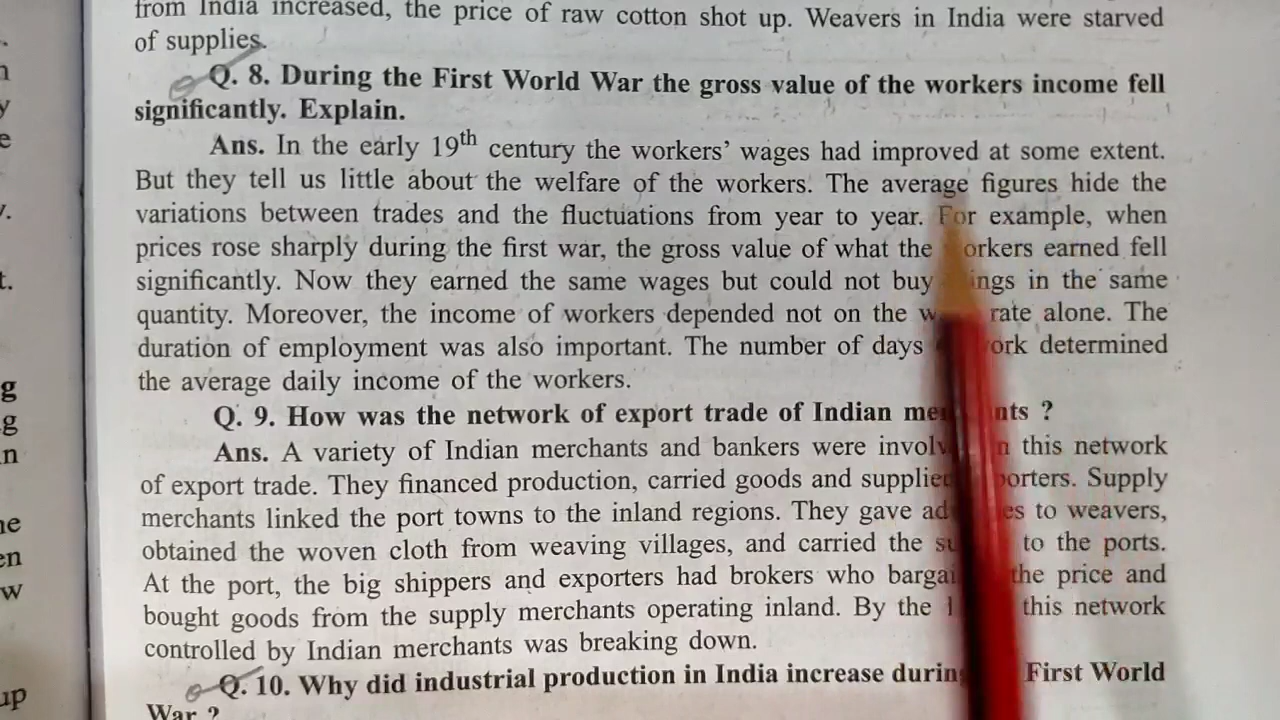 from India increased, the price of raw cotton shot up. Weavers in India were starved
of supplies.
Q. 8. During the First World War the gross value of the workers income fell
significantly. Explain.
Ans. In the early 19th century the workers' wages had improved at some extent.
But they tell us little about the welfare of the workers. The average figures hide the
variations between trades and the fluctuations from year to year. For example, when
prices rose sharply during the first war, the gross value of what the workers earned fell
significantly. Now they earned the same wages but could not buy in the same
quantity. Moreover, the income of workers depended not on the rate alone. The
duration of employment was also important. The number of days determined
the average daily income of the workers.
Q. 9. How was the network of export trade of Indian ?
Ans. A variety of Indian merchants and bankers were this network
of export trade. They financed production, carried goods and Supply
merchants linked the port towns to the inland regions. They gave to weavers,
obtained the woven cloth from weaving villages, and carried the to the ports.
At the port, the big shippers and exporters had brokers who the price and
bought goods from the supply merchants operating inland. By the this network
controlled by Indian merchants was breaking down.
Q. 10. Why did industrial production in India increase First World
War ?
g
g
n
up